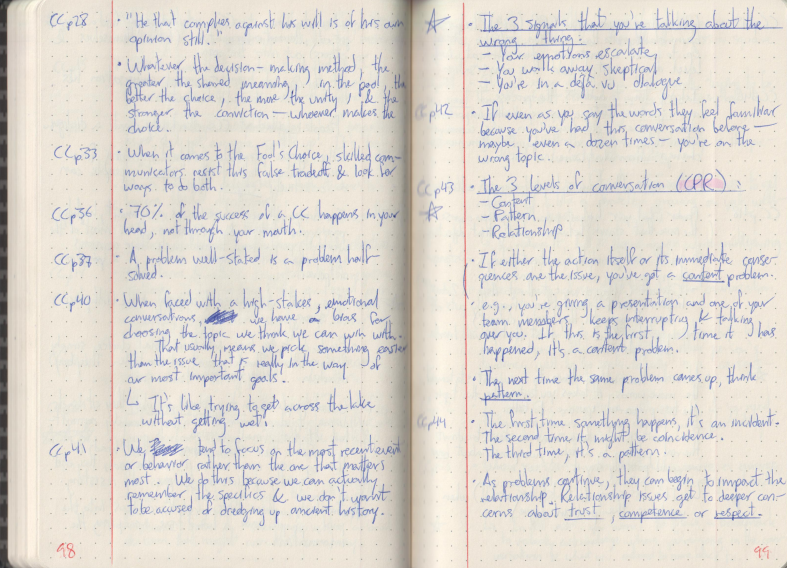 CCp28 · "He that complies against his will is of his own
opinion still."
· Whatever the decision-making method, the
greater the shared meaning in the pool, the
better the choice, the more the unity, & the
stronger the conviction — whoever makes the
choice.
CCp33 · When it comes to the Fool's Choice, skilled com-
municators resist this false tradeoff & look for
ways to do both.
CCp36 · 70% of the success of a CC happens in your
head, not through your mouth.
CCp37 · A problem well-stated is a problem half-
solved.
CCp40 · When faced with a high-stakes, emotional
conversations, we have a bias for
choosing the topic we think we can win with.
That usually means we pick something easier
than the issue that is really in the way of
our most important goals.
↳ It's like trying to get across the lake
without getting wet!
CCp41 · We tend to focus on the most recent event
or behavior rather than the one that matters
most. We do this because we can actually
remember the specifics & we don't want
to be accused of dredging up ancient history.
98
☆ · The 3 signals that you're talking about the
wrong thing:
- Your emotions escalate
- You walk away skeptical
- You're in a déjà vu dialogue
CCp42 · If even as you say the words they feel familiar
because you've had this conversation before —
maybe even a dozen times — you're on the
wrong topic.
CCp43 · The 3 levels of conversation (CPR):
☆ - Content
- Pattern
- Relationship
· If either the action itself or its immediate conse-
quences are the issue, you've got a content problem.
· e.g., you're giving a presentation and one of your
team members keeps interrupting & talking
over you. If this is the first time it has
happened, it's a content problem.
· The next time the same problem comes up, think
pattern.
CCp44 · The first time something happens, it's an incident.
The second time it might be coincidence.
The third time, it's a pattern.
· As problems continue, they can begin to impact the
relationship. Relationship issues get to deeper con-
cerns about trust, competence or respect.
99